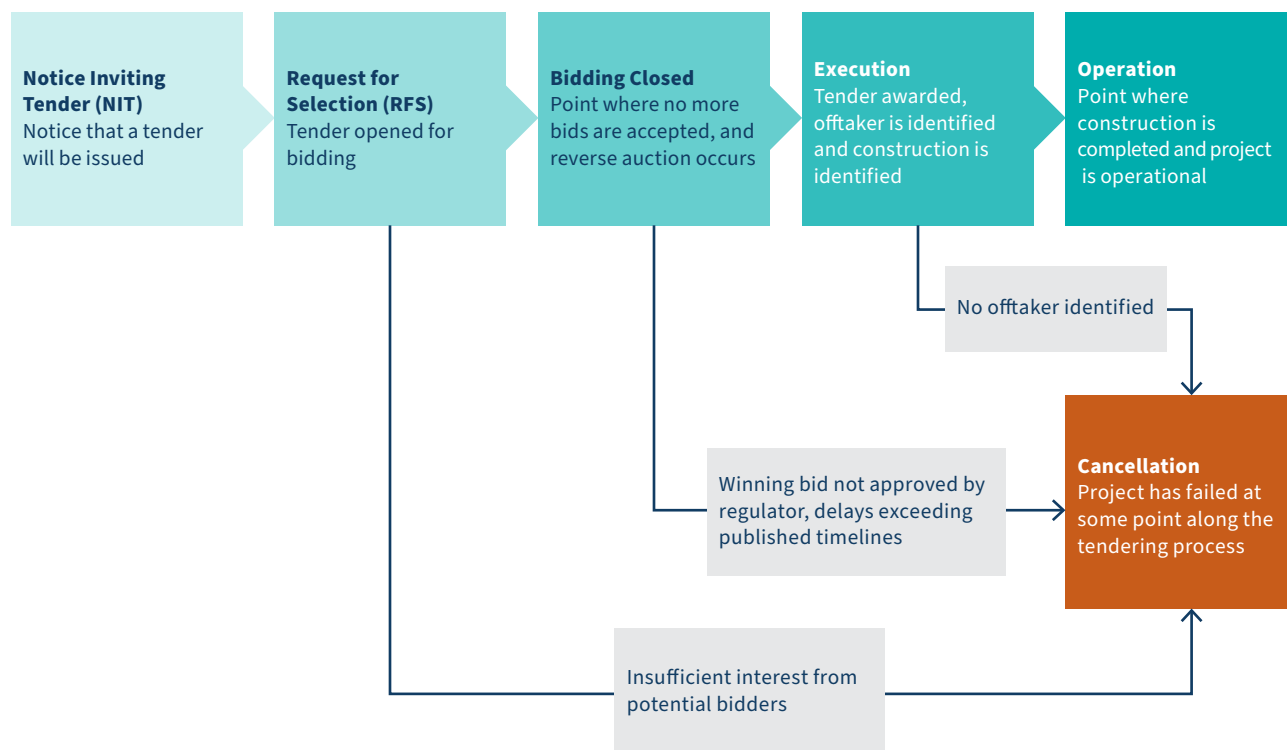 Notice Inviting
Tender (NIT)
Notice that a tender
will be issued
Request for
Selection (RFS)
Tender opened for
bidding
Bidding Closed
Point where no more
bids are accepted, and
reverse auction occurs
Execution
Tender awarded,
offtaker is identified
and construction is
identified
Operation
Point where
construction is
completed and project
is operational
No offtaker identified
Winning bid not approved by
regulator, delays exceeding
published timelines
Cancellation
Project has failed at
some point along the
tendering process
Insufficient interest from
potential bidders